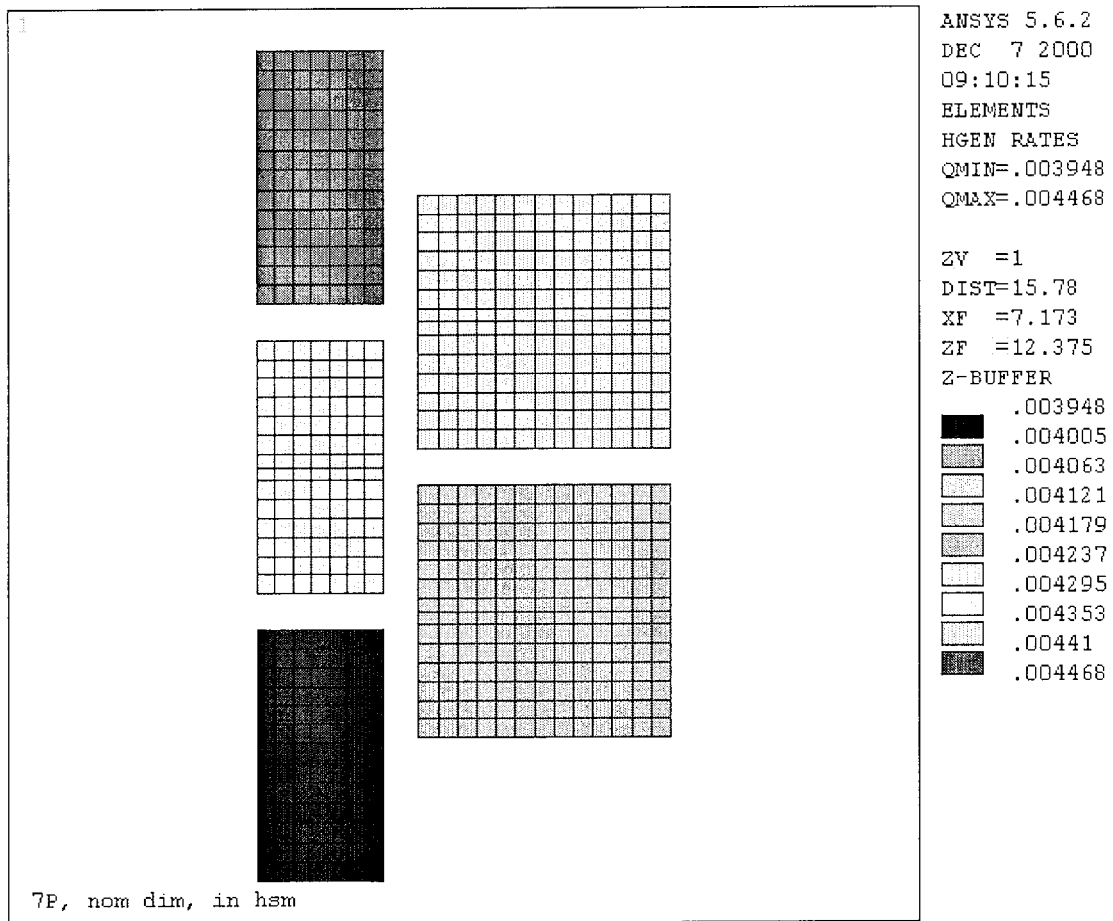 1
ANSYS 5.6.2
DEC 7 2000
09:10:15
ELEMENTS
HGEN RATES
QMIN=.003948
QMAX=.004468
ZV =1
DIST=15.78
XF =7.173
ZF =12.375
Z-BUFFER
.003948
.004005
.004063
.004121
.004179
.004237
.004295
.004353
.00441
.004468
7P, nom dim, in hsm